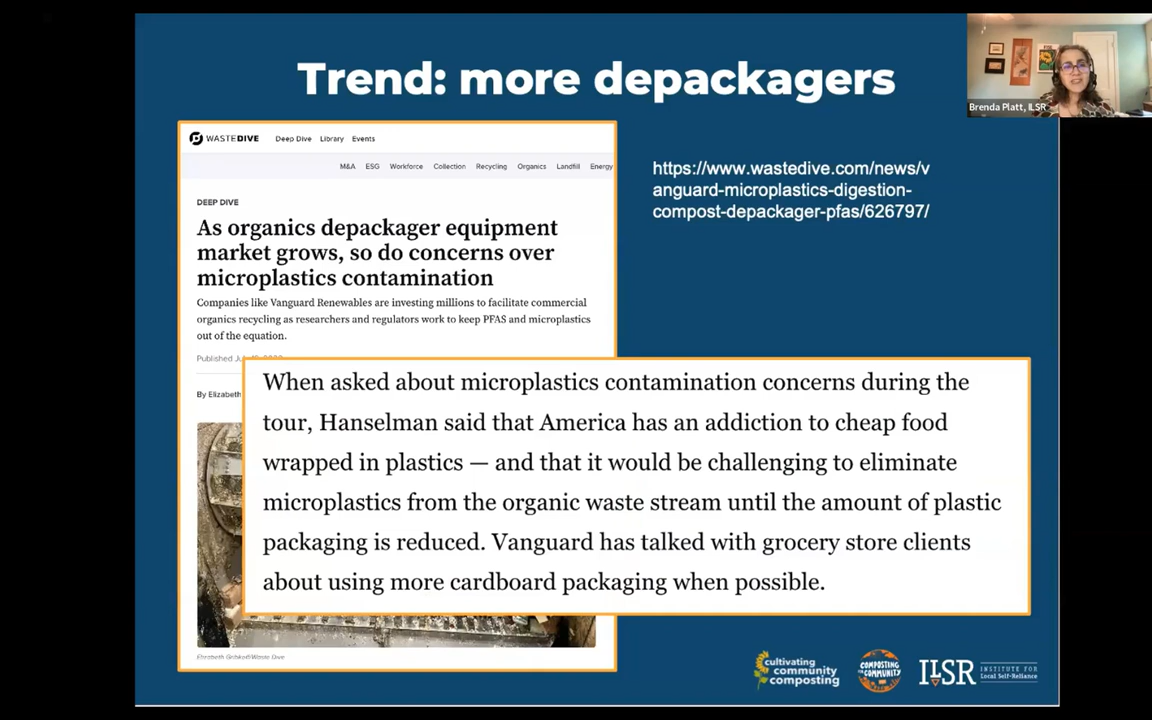 Trend: more depackagers
Brenda Platt, ILSR
WASTEDIVE Deep Dive Library Events
M&A ESG Workforce Collection Recycling Organics Landfill Energy
DEEP DIVE
As organics depackager equipment
market grows, so do concerns over
microplastics contamination
Companies like Vanguard Renewables are investing millions to facilitate commercial
organics recycling as researchers and regulators work to keep PFAS and microplastics
out of the equation.
Published
By Elizabeth
https://www.wastedive.com/news/v
anguard-microplastics-digestion-
compost-depackager-pfas/626797/
When asked about microplastics contamination concerns during the
tour, Hanselman said that America has an addiction to cheap food
wrapped in plastics — and that it would be challenging to eliminate
microplastics from the organic waste stream until the amount of plastic
packaging is reduced. Vanguard has talked with grocery store clients
about using more cardboard packaging when possible.
Waste Dive
cultivating
community
composting
COMPOSTING
COMMUNITY
ILSR
INSTITUTE FOR
Local Self-Reliance